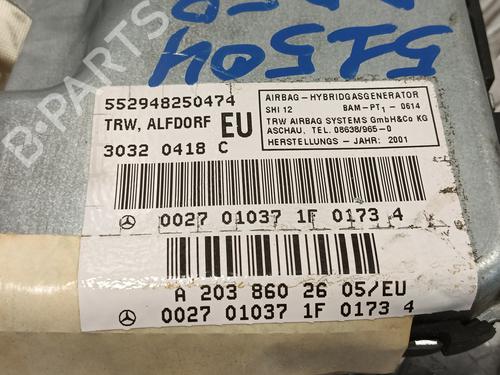 B-PARTS
51504
552948250474
TRW, ALFDORF EU
3032 0418 C
AIRBAG - HYBRIDGASGENERATOR
SHI 12 BAM-PT1 - 0614
TRW AIRBAG SYSTEMS GmbH&Co KG
ASCHAU, TEL. 08638/965-0
HERSTELLUNGS - JAHR: 2001
0027 01037 1F 0173 4
A 203 860 26 05/EU
0027 01037 1F 0173 4